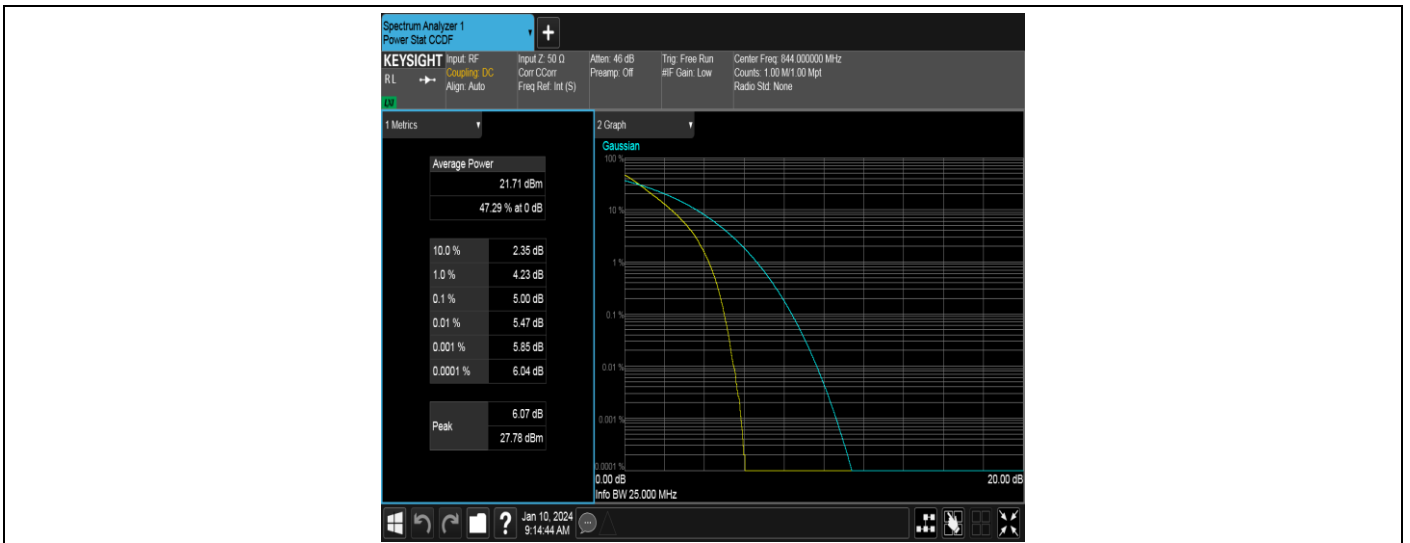 Spectrum Analyzer 1
Power Stat CCDF
+
KEYSIGHT
RL
LXI
Input: RF
Coupling: DC
Align: Auto
Input Z: 50 Ω
Corr CCorr
Freq Ref: Int (S)
Atten: 46 dB
Preamp: Off
Trig: Free Run
#IF Gain: Low
Center Freq: 844.000000 MHz
Counts: 1.00 M/1.00 Mpt
Radio Std: None
1 Metrics
Average Power
21.71 dBm
47.29 % at 0 dB
10.0 % 2.35 dB
1.0 % 4.23 dB
0.1 % 5.00 dB
0.01 % 5.47 dB
0.001 % 5.85 dB
0.0001 % 6.04 dB
Peak
6.07 dB
27.78 dBm
2 Graph
Gaussian
100 %
10 %
1 %
0.1 %
0.01 %
0.001 %
0.0001 %
0.00 dB
20.00 dB
Info BW 25.000 MHz
?
Jan 10, 2024
9:14:44 AM